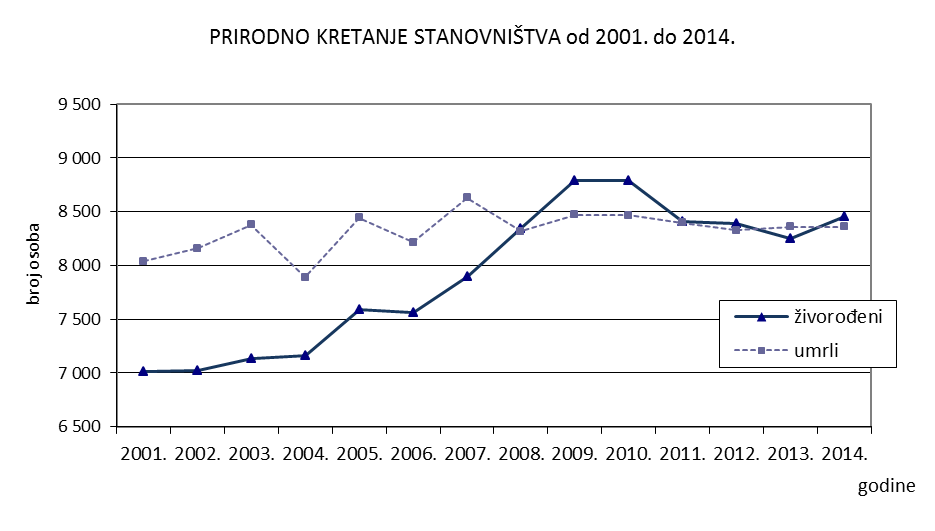 PRIRODNO KRETANJE STANOVNIŠTVA od 2001. do 2014.
broj osoba
9 500
9 000
8 500
8 000
7 500
7 000
6 500
živorođeni
umrli
2001. 2002. 2003. 2004. 2005. 2006. 2007. 2008. 2009. 2010. 2011. 2012. 2013. 2014.
godine